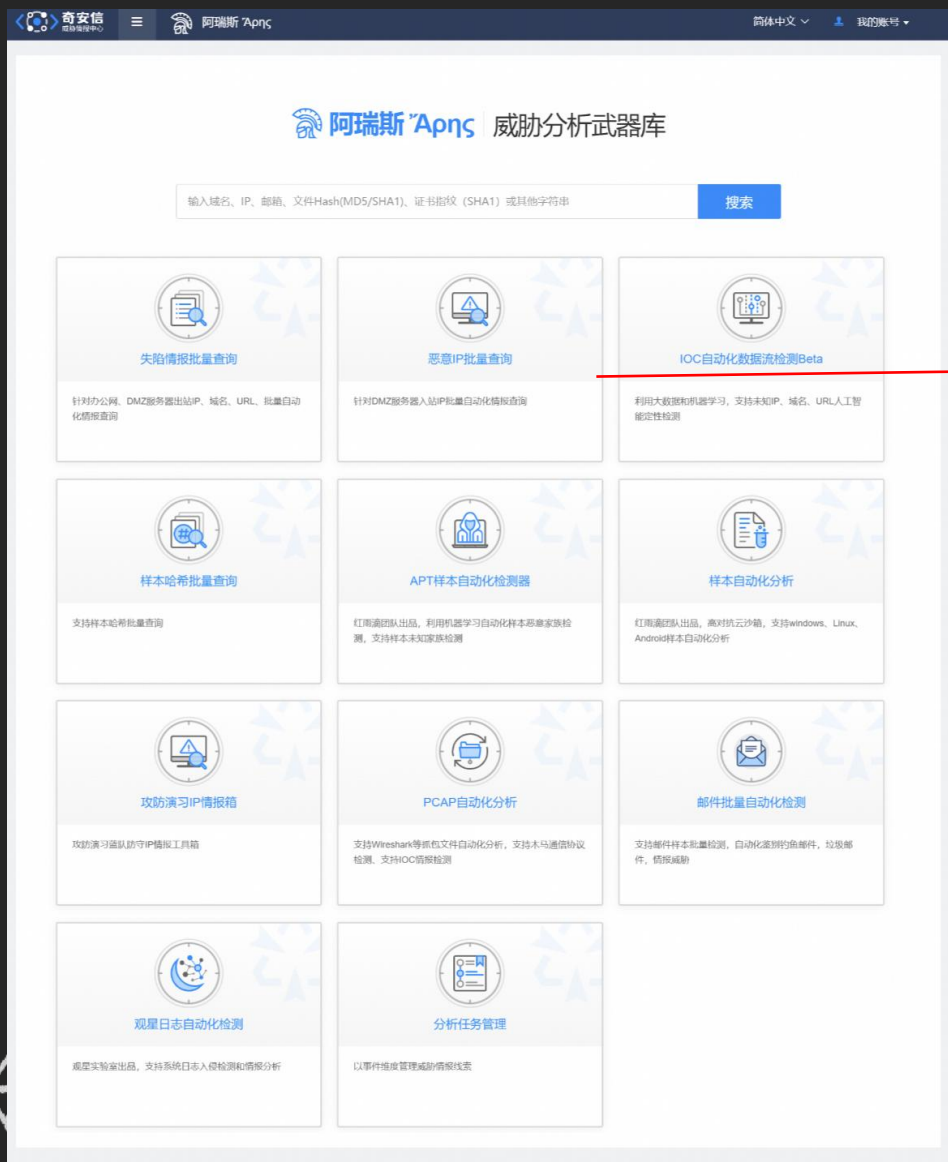 奇安信
威胁情报中心
阿瑞斯 Ἄρης
简体中文
我的账号
阿瑞斯 Ἄρης 威胁分析武器库
输入域名、IP、邮箱、文件Hash(MD5/SHA1)、证书指纹（SHA1）或其他字符串
搜索
失陷情报批量查询
针对办公网、DMZ服务器出站IP、域名、URL、批量自动
化情报查询
恶意IP批量查询
针对DMZ服务器入站IP批量自动化情报查询
IOC自动化数据流检测Beta
利用大数据和机器学习，支持未知IP、域名、URL人工智
能定性检测
样本哈希批量查询
支持样本哈希批量查询
APT样本自动化检测器
红雨滴团队出品，利用机器学习自动化样本恶意家族检
测，支持样本未知家族检测
样本自动化分析
红雨滴团队出品，高对抗云沙箱，支持windows、Linux、
Android样本自动化分析
攻防演习IP情报箱
攻防演习蓝队防守IP情报工具箱
PCAP自动化分析
支持Wireshark等抓包文件自动化分析，支持木马通信协议
检测、支持IOC情报检测
邮件批量自动化检测
支持邮件样本批量检测，自动化鉴别钓鱼邮件，垃圾邮
件，情报威胁
观星日志自动化检测
观星实验室出品，支持系统日志入侵检测和情报分析
分析任务管理
以事件维度管理威胁情报线索